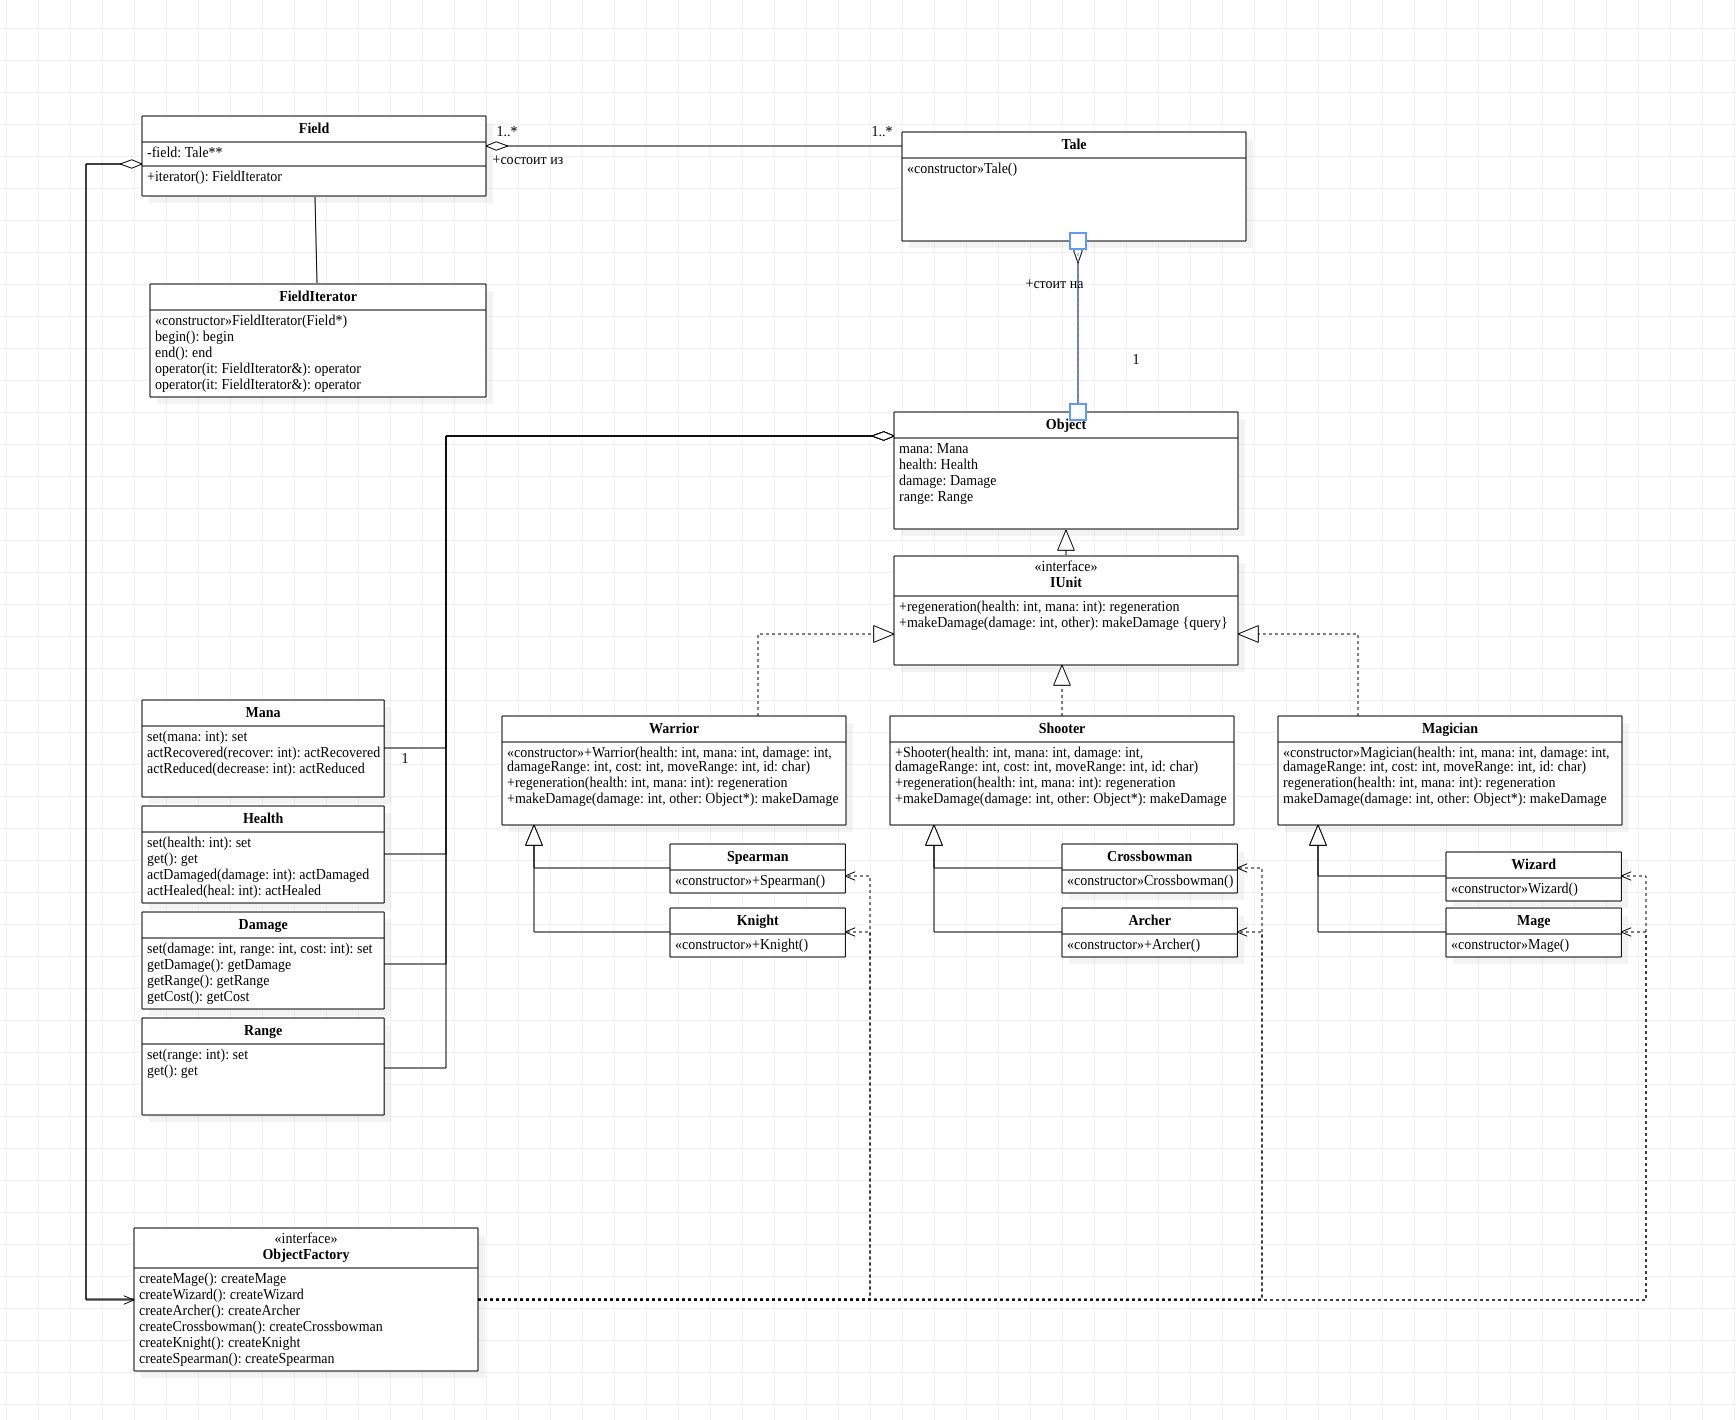 Field
-field: Tale**
+iterator(): FieldIterator
1..*
+состоит из
1..*
Tale
«constructor»Tale()
+стоит на
1
FieldIterator
«constructor»FieldIterator(Field*)
begin(): begin
end(): end
operator(it: FieldIterator&): operator
operator(it: FieldIterator&): operator
Object
mana: Mana
health: Health
damage: Damage
range: Range
«interface»
IUnit
+regeneration(health: int, mana: int): regeneration
+makeDamage(damage: int, other): makeDamage {query}
Mana
set(mana: int): set
actRecovered(recover: int): actRecovered
actReduced(decrease: int): actReduced
1
Health
set(health: int): set
get(): get
actDamaged(damage: int): actDamaged
actHealed(heal: int): actHealed
Damage
set(damage: int, range: int, cost: int): set
getDamage(): getDamage
getRange(): getRange
getCost(): getCost
Range
set(range: int): set
get(): get
Warrior
«constructor»+Warrior(health: int, mana: int, damage: int,
damageRange: int, cost: int, moveRange: int, id: char)
+regeneration(health: int, mana: int): regeneration
+makeDamage(damage: int, other: Object*): makeDamage
Shooter
+Shooter(health: int, mana: int, damage: int,
damageRange: int, cost: int, moveRange: int, id: char)
+regeneration(health: int, mana: int): regeneration
+makeDamage(damage: int, other: Object*): makeDamage
Magician
«constructor»Magician(health: int, mana: int, damage: int,
damageRange: int, cost: int, moveRange: int, id: char)
regeneration(health: int, mana: int): regeneration
makeDamage(damage: int, other: Object*): makeDamage
Spearman
«constructor»+Spearman()
Knight
«constructor»+Knight()
Crossbowman
«constructor»Crossbowman()
Archer
«constructor»+Archer()
Wizard
«constructor»Wizard()
Mage
«constructor»Mage()
«interface»
ObjectFactory
createMage(): createMage
createWizard(): createWizard
createArcher(): createArcher
createCrossbowman(): createCrossbowman
createKnight(): createKnight
createSpearman(): createSpearman